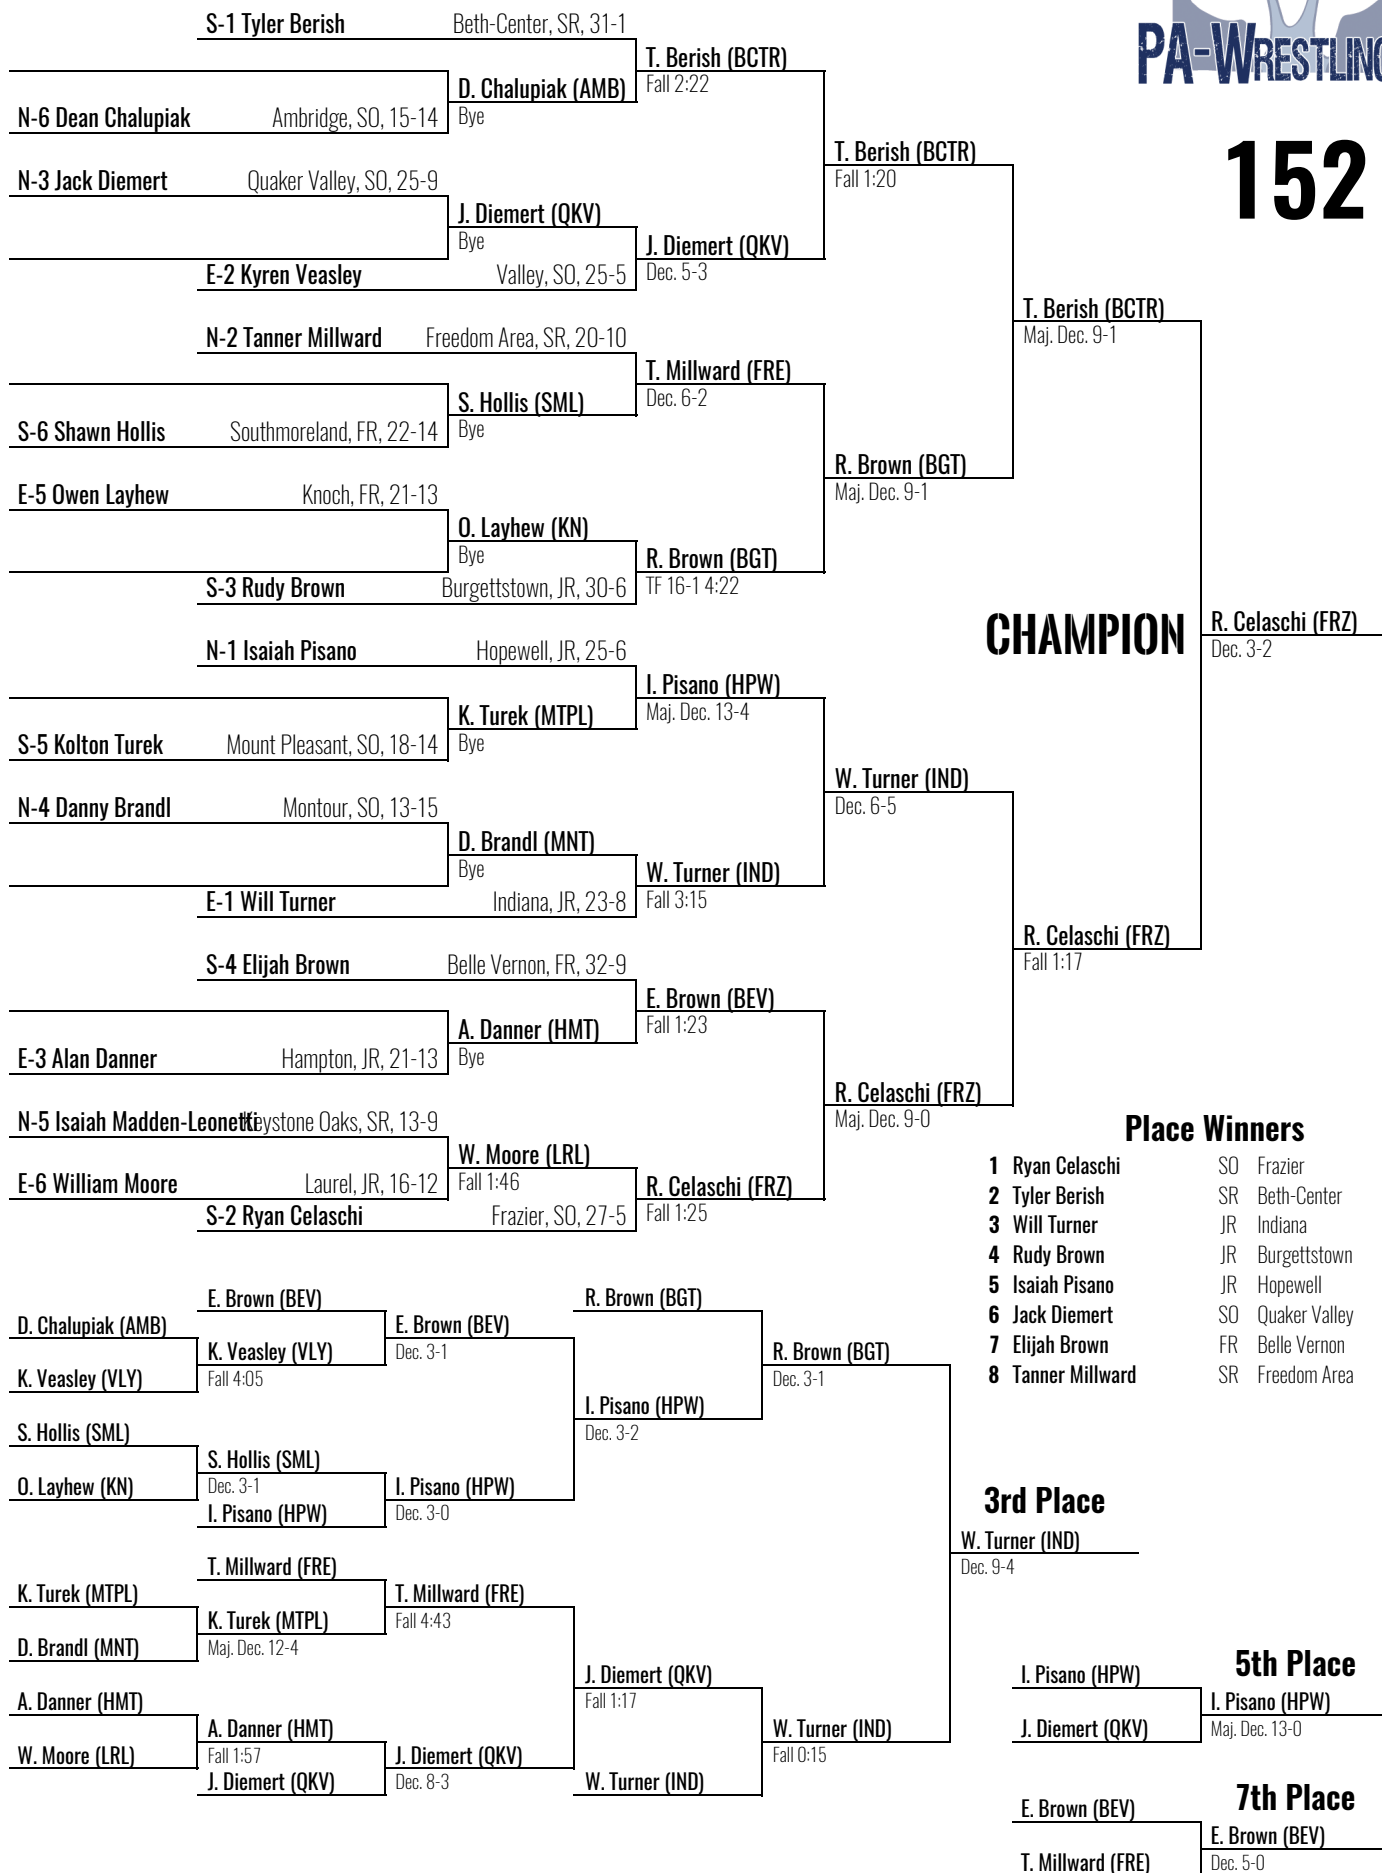 S-1 Tyler Berish Beth-Center, SR, 31-1
PA-WRESTLING
T. Berish (BCTR)
Fall 2:22
D. Chalupiak (AMB)
N-6 Dean Chalupiak Ambridge, SO, 15-14
Bye
152
T. Berish (BCTR)
Fall 1:20
N-3 Jack Diemert Quaker Valley, SO, 25-9
J. Diemert (QKV)
Bye
J. Diemert (QKV)
Dec. 5-3
E-2 Kyren Veasley Valley, SO, 25-5
T. Berish (BCTR)
Maj. Dec. 9-1
N-2 Tanner Millward Freedom Area, SR, 20-10
T. Millward (FRE)
Dec. 6-2
S. Hollis (SML)
Bye
S-6 Shawn Hollis Southmoreland, FR, 22-14
R. Brown (BGT)
Maj. Dec. 9-1
E-5 Owen Layhew Knoch, FR, 21-13
O. Layhew (KN)
Bye
R. Brown (BGT)
TF 16-1 4:22
S-3 Rudy Brown Burgettstown, JR, 30-6
CHAMPION
R. Celaschi (FRZ)
Dec. 3-2
N-1 Isaiah Pisano Hopewell, JR, 25-6
I. Pisano (HPW)
Maj. Dec. 13-4
K. Turek (MTPL)
Bye
S-5 Kolton Turek Mount Pleasant, SO, 18-14
W. Turner (IND)
Dec. 6-5
N-4 Danny Brandl Montour, SO, 13-15
D. Brandl (MNT)
Bye
W. Turner (IND)
Fall 3:15
E-1 Will Turner Indiana, JR, 23-8
R. Celaschi (FRZ)
Fall 1:17
S-4 Elijah Brown Belle Vernon, FR, 32-9
E. Brown (BEV)
Fall 1:23
A. Danner (HMT)
Bye
E-3 Alan Danner Hampton, JR, 21-13
R. Celaschi (FRZ)
Maj. Dec. 9-0
N-5 Isaiah Madden-Leonetti Keystone Oaks, SR, 13-9
W. Moore (LRL)
Fall 1:46
E-6 William Moore Laurel, JR, 16-12
R. Celaschi (FRZ)
Fall 1:25
S-2 Ryan Celaschi Frazier, SO, 27-5
Place Winners
1 Ryan Celaschi SO Frazier
2 Tyler Berish SR Beth-Center
3 Will Turner JR Indiana
4 Rudy Brown JR Burgettstown
5 Isaiah Pisano JR Hopewell
6 Jack Diemert SO Quaker Valley
7 Elijah Brown FR Belle Vernon
8 Tanner Millward SR Freedom Area
E. Brown (BEV)
R. Brown (BGT)
D. Chalupiak (AMB)
E. Brown (BEV)
Dec. 3-1
K. Veasley (VLY)
Fall 4:05
R. Brown (BGT)
Dec. 3-1
K. Veasley (VLY)
I. Pisano (HPW)
Dec. 3-2
S. Hollis (SML)
S. Hollis (SML)
Dec. 3-1
O. Layhew (KN)
I. Pisano (HPW)
Dec. 3-0
I. Pisano (HPW)
3rd Place
W. Turner (IND)
Dec. 9-4
T. Millward (FRE)
K. Turek (MTPL)
T. Millward (FRE)
Fall 4:43
K. Turek (MTPL)
Maj. Dec. 12-4
D. Brandl (MNT)
J. Diemert (QKV)
Fall 1:17
A. Danner (HMT)
A. Danner (HMT)
Fall 1:57
W. Turner (IND)
Fall 0:15
W. Moore (LRL)
J. Diemert (QKV)
Dec. 8-3
J. Diemert (QKV)
W. Turner (IND)
5th Place
I. Pisano (HPW)
I. Pisano (HPW)
Maj. Dec. 13-0
J. Diemert (QKV)
7th Place
E. Brown (BEV)
E. Brown (BEV)
Dec. 5-0
T. Millward (FRE)